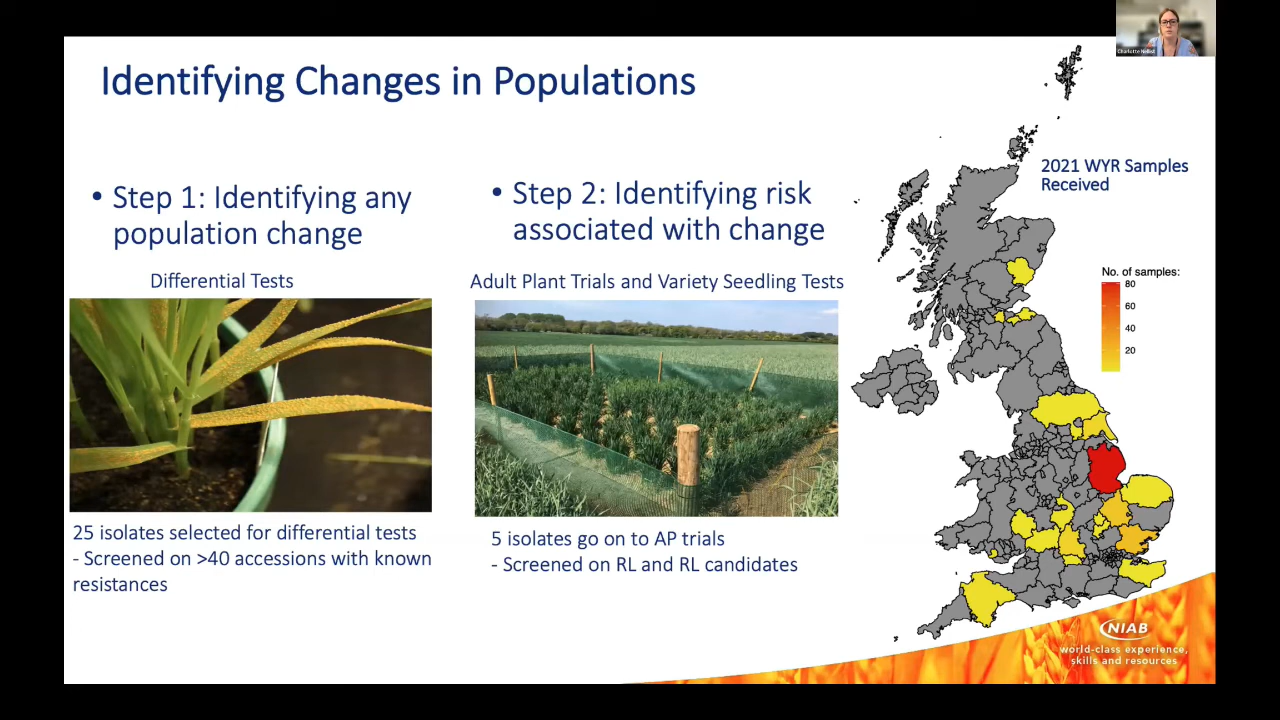 Charlotte Nellist
Identifying Changes in Populations
• Step 1: Identifying any
population change
Differential Tests
25 isolates selected for differential tests
- Screened on >40 accessions with known
resistances
• Step 2: Identifying risk
associated with change
Adult Plant Trials and Variety Seedling Tests
5 isolates go on to AP trials
- Screened on RL and RL candidates
2021 WYR Samples
Received
No. of samples:
80
60
40
20
NIAB
world-class experience,
skills and resources